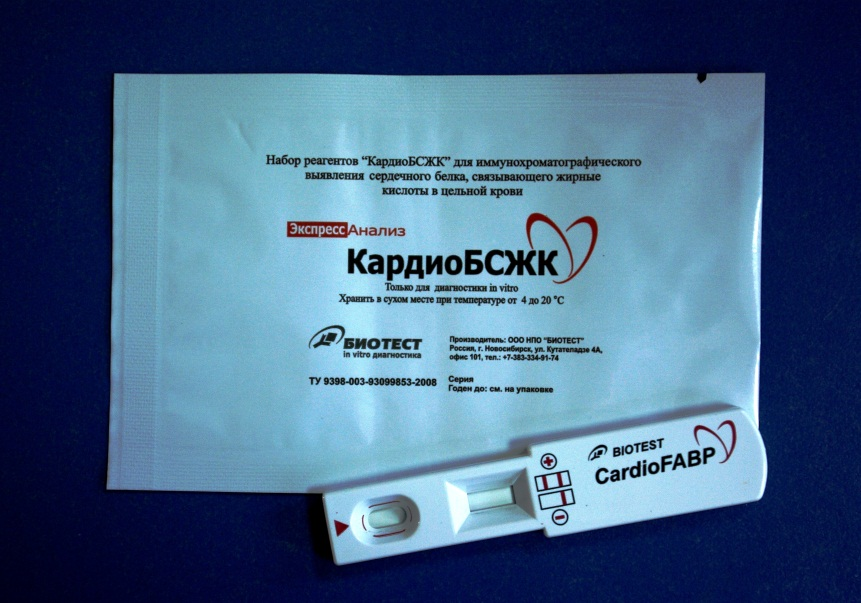 Набор реагентов “КардиоБСЖК” для иммунохроматографического
выявления сердечного белка, связывающего жирные
кислоты в цельной крови
Экспресс Анализ
КардиоБСЖК
Только для диагностики in vitro
Хранить в сухом месте при температуре от 4 до 20 °C
БИОТЕСТ
in vitro диагностика
Производитель: ООО НПО “БИОТЕСТ”
Россия, г. Новосибирск, ул. Кутателадзе 4А,
офис 101, тел.: +7-383-334-91-74
ТУ 9398-003-93099853-2008
Серия
Годен до: см. на упаковке
BIOTEST
CardioFABP